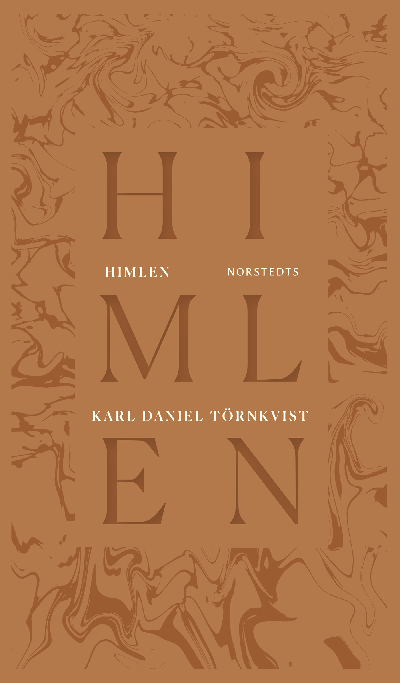 H I
HIMLEN NORSTEDTS
M L
KARL DANIEL TÖRNKVIST
E N